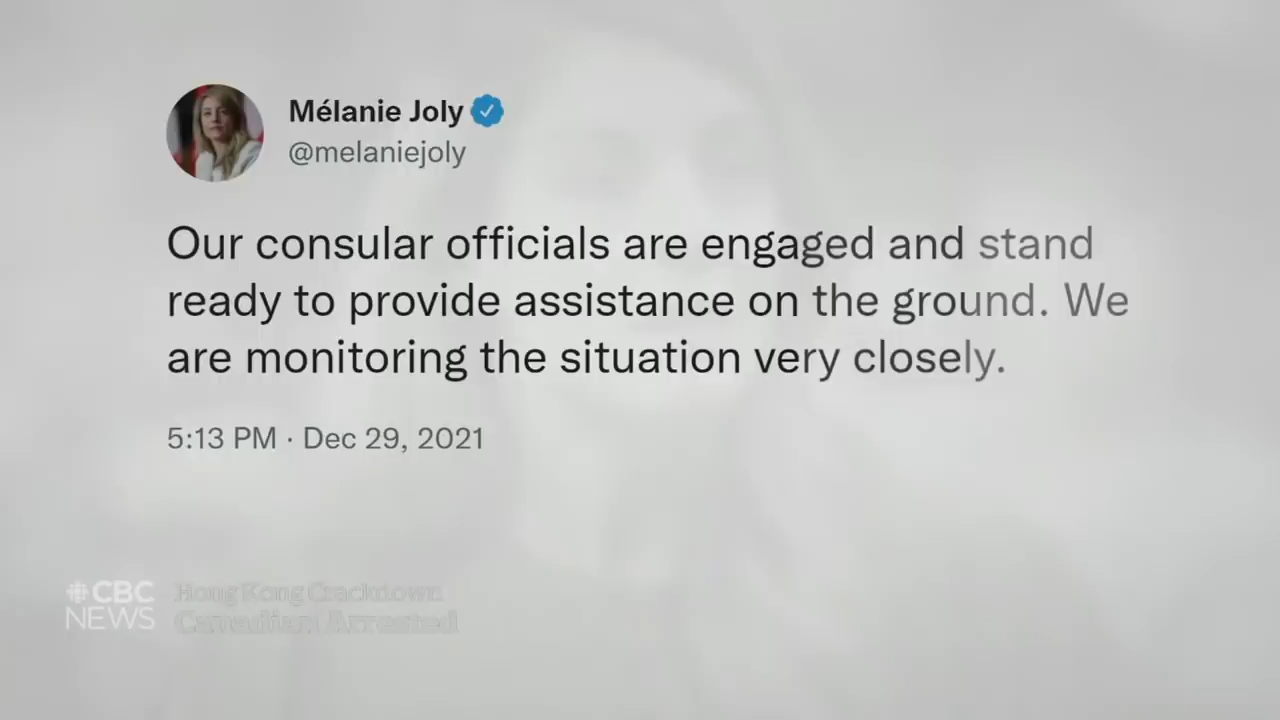 Mélanie Joly
@melaniejoly
Our consular officials are engaged and stand
ready to provide assistance on the ground. We
are monitoring the situation very closely.
5:13 PM · Dec 29, 2021
CBC
NEWS
Hong Kong Crackdown
Canadian Arrested